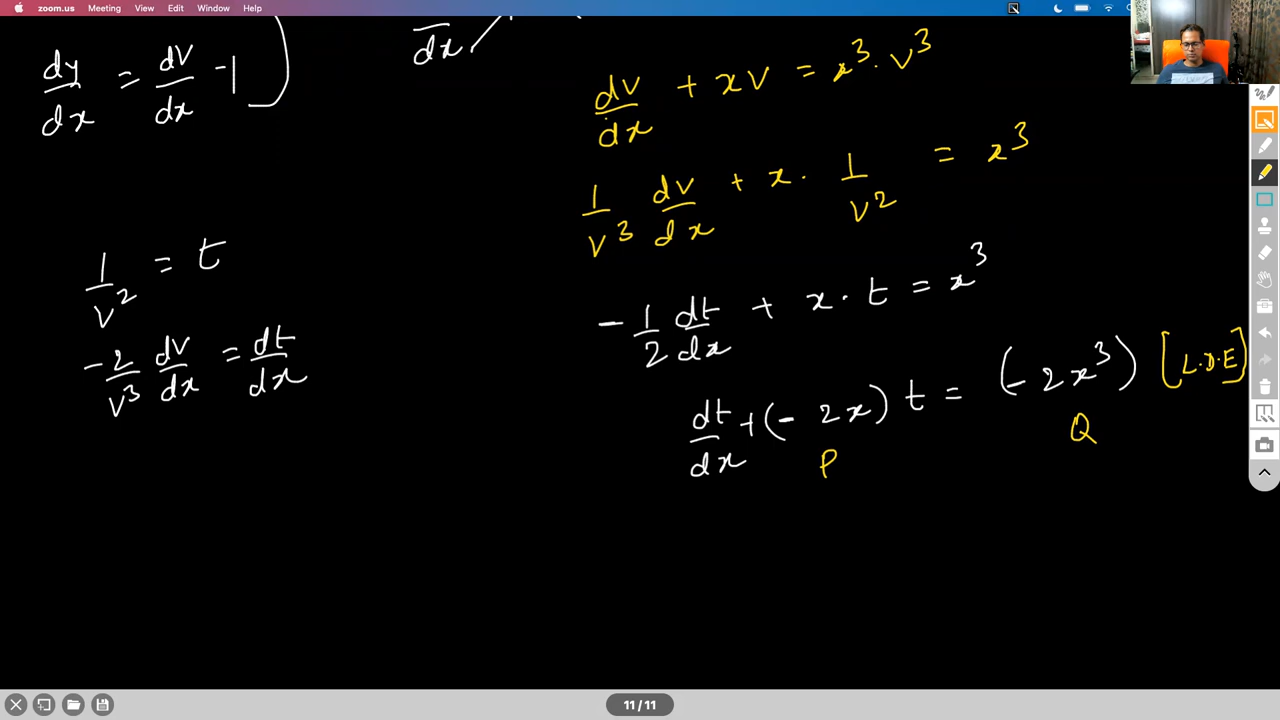 zoom.us Meeting View Edit Window Help
dy/dx = dv/dx - 1
dx
dv/dx + xv = x³ · v³
1/v³ dv/dx + x · 1/v² = x³
1/v² = t
-2/v³ dv/dx = dt/dx
-1/2 dt/dx + x · t = x³
dt/dx + (-2x) t = (-2x³) [L.D.E]
P Q
11 / 11